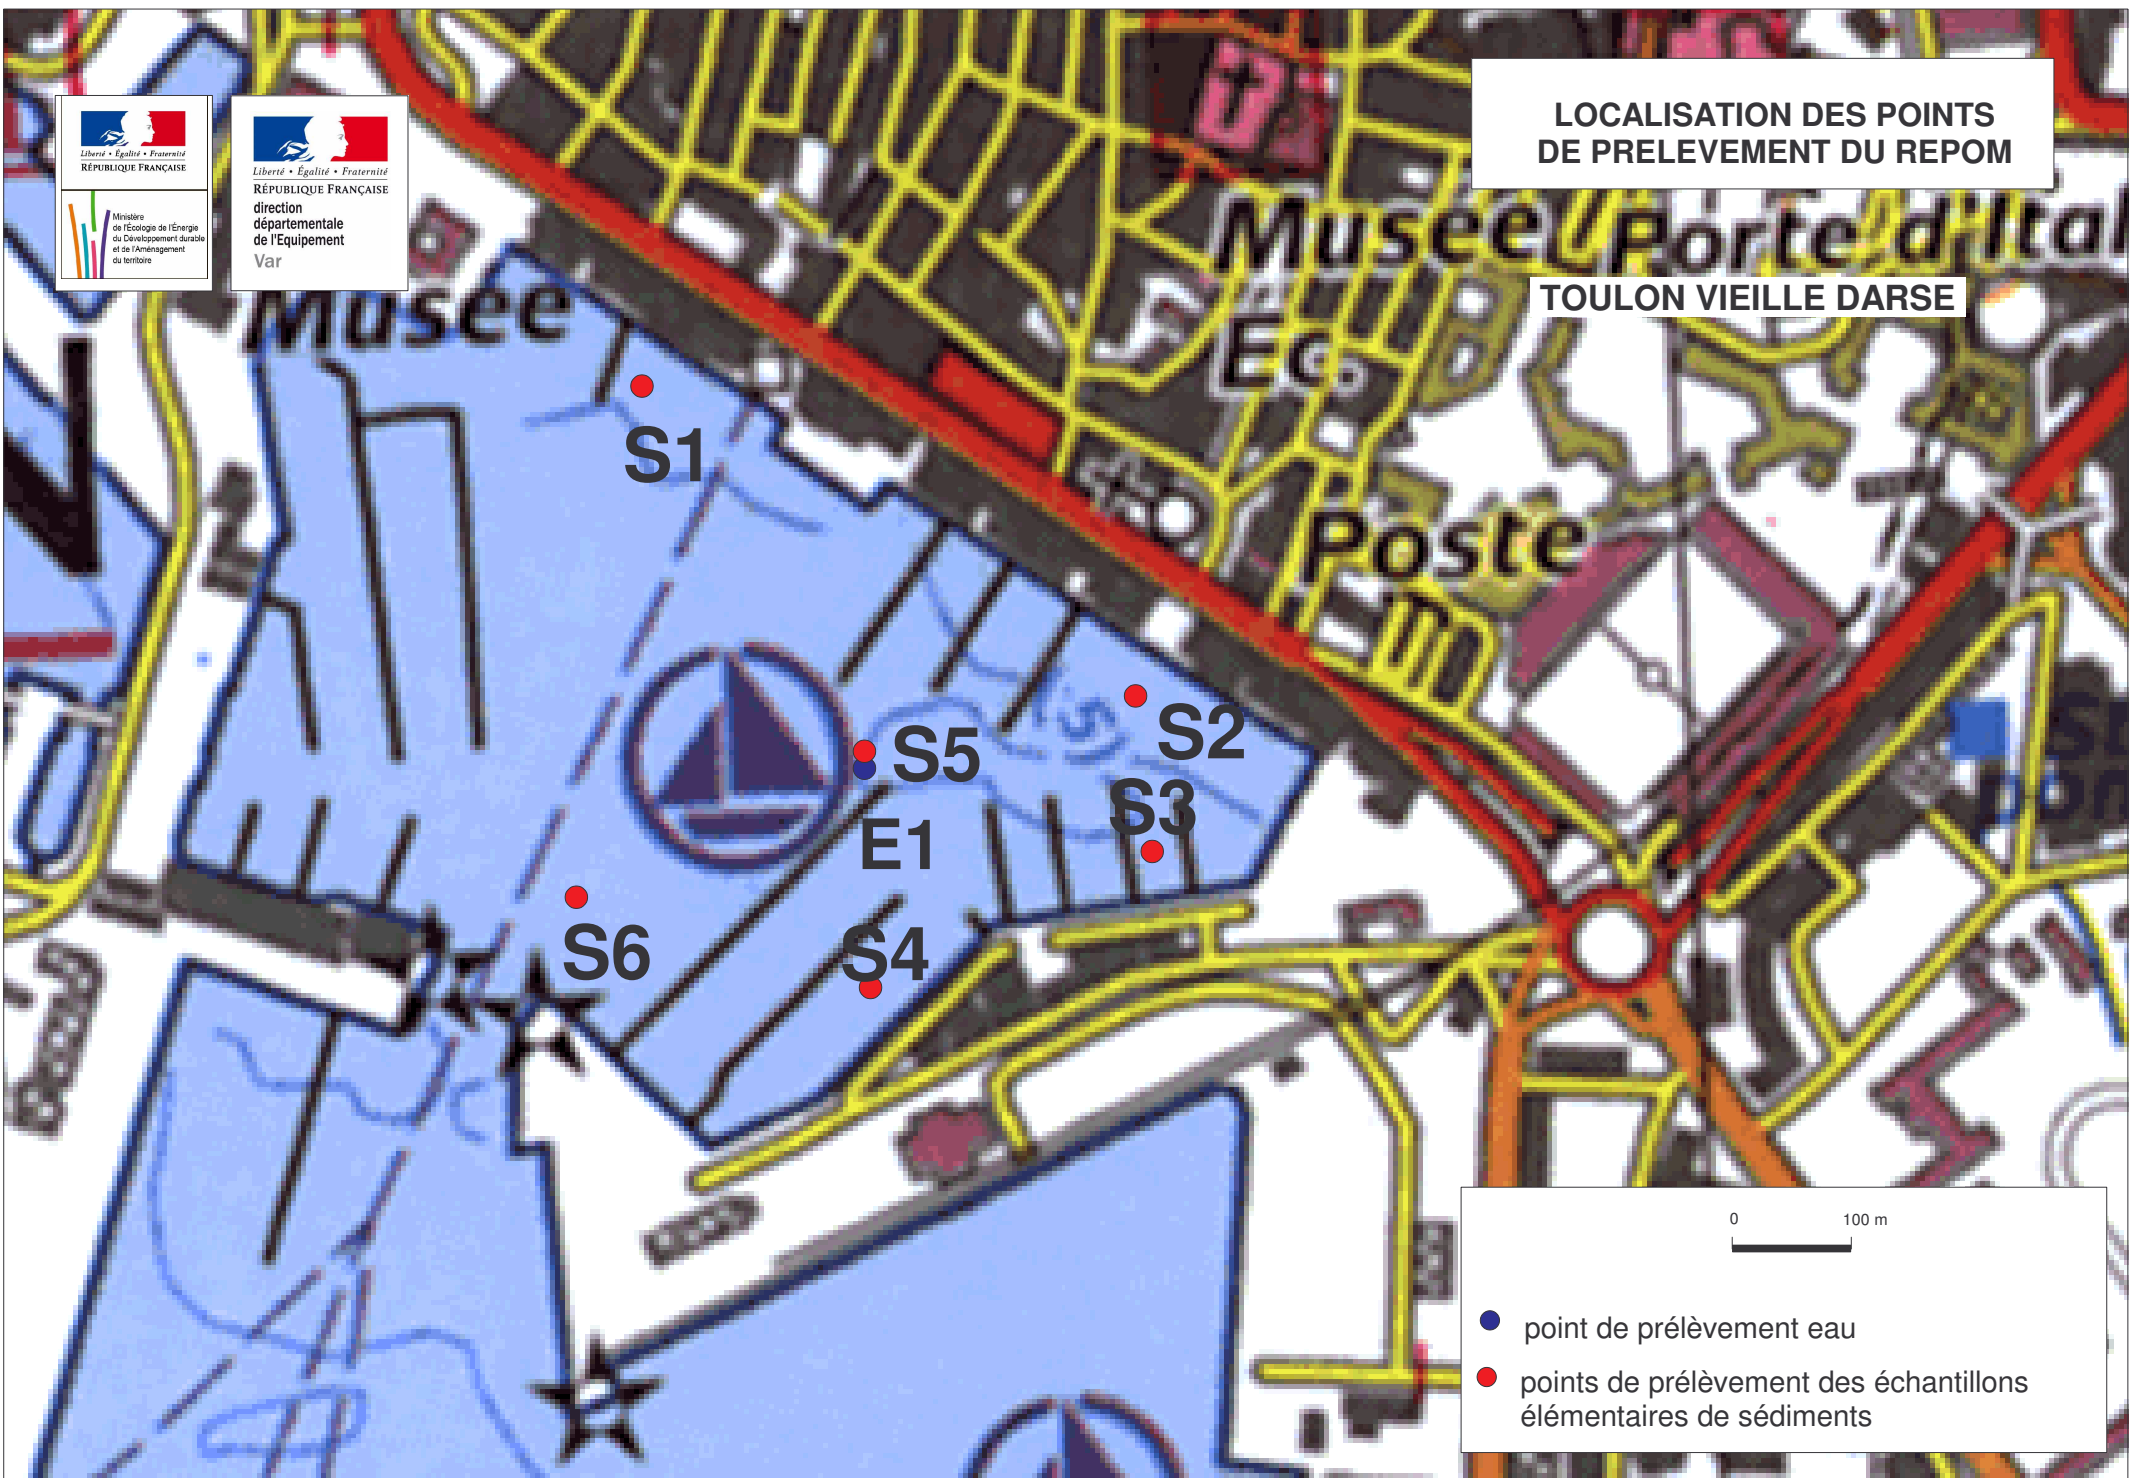 Liberté • Égalité • Fraternité
RÉPUBLIQUE FRANÇAISE
Ministère
de l'Écologie de l'Énergie
du Développement durable
et de l'Aménagement
du territoire
Liberté • Égalité • Fraternité
RÉPUBLIQUE FRANÇAISE
direction
départementale
de l'Equipement
Var
LOCALISATION DES POINTS
DE PRELEVEMENT DU REPOM
TOULON VIEILLE DARSE
Musée
Musée
Porte d'Ital
Ec.
Poste
S1
S2
S3
S5
E1
S4
S6
(.5)
0 100 m
point de prélèvement eau
points de prélèvement des échantillons
élémentaires de sédiments